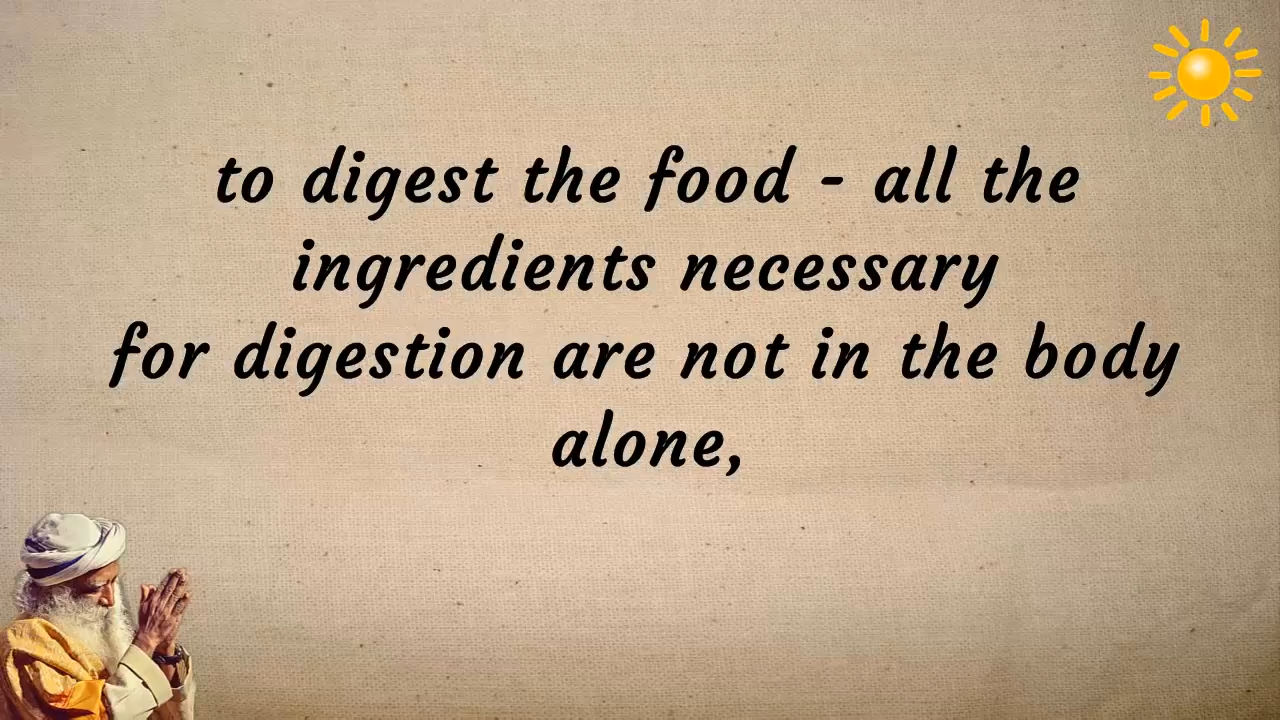 to digest the food - all the
ingredients necessary
for digestion are not in the body
alone,